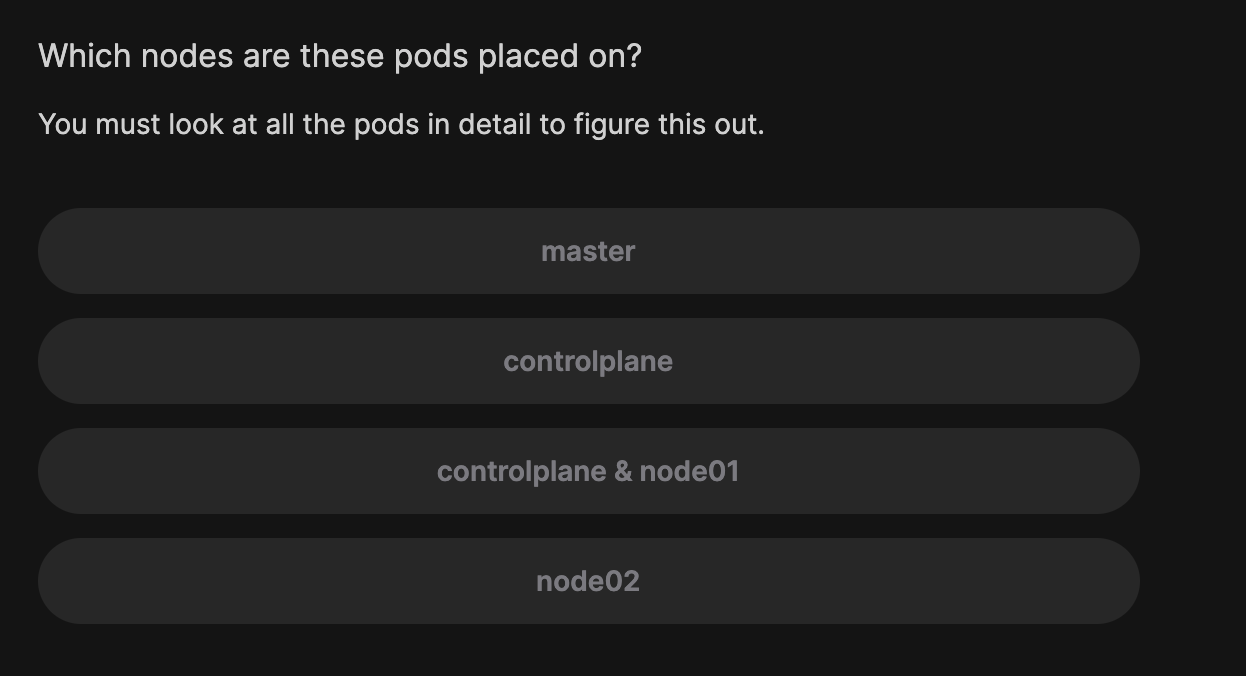 Which nodes are these pods placed on?
You must look at all the pods in detail to figure this out.
master
controlplane
controlplane & node01
node02